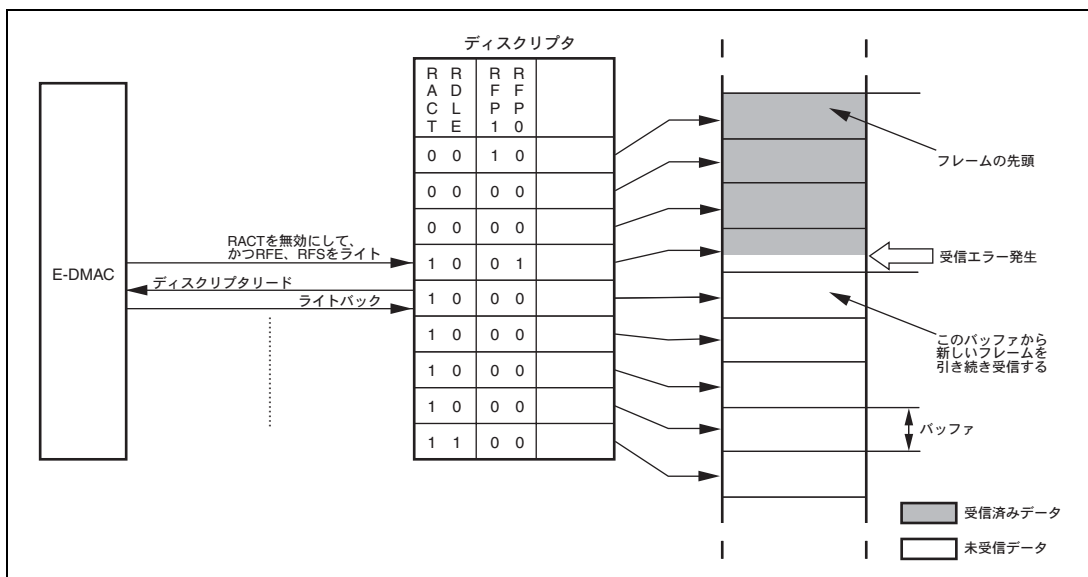 ディスクリプタ
RACT RDLE RFP1 RFP0
0 0 1 0
0 0 0 0
0 0 0 0
1 0 0 1
1 0 0 0
1 0 0 0
1 0 0 0
1 0 0 0
1 1 0 0
E-DMAC
RACTを無効にして、
かつRFE、RFSをライト
ディスクリプタリード
ライトバック
フレームの先頭
受信エラー発生
このバッファから
新しいフレームを
引き続き受信する
バッファ
受信済みデータ
未受信データ